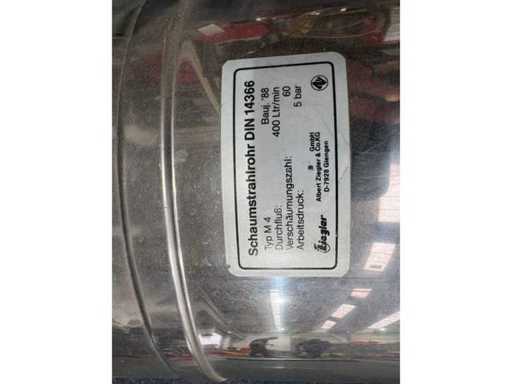 Schaumstrahlrohr DIN 14366
Typ M 4 Bauj. '88
Durchfluß: 400 Ltr/min
Verschäumungszahl: 60
Arbeitsdruck: 5 bar
Ziegler
GmbH
Albert Ziegler & Co.KG
D-7928 Giengen